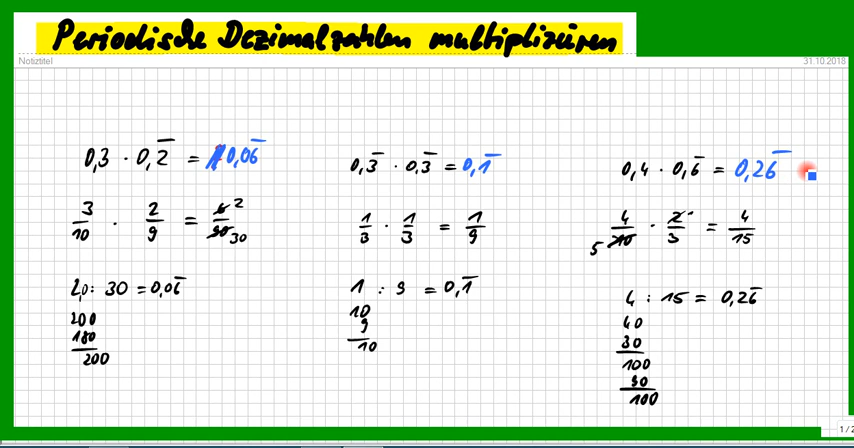 Periodische Dezimalzahlen multiplizieren
Notiztitel
31.10.2018
0,3 · 0,2̅ = 0,06̅
3/10 · 2/9 = 6/90 2 30
2,0 : 30 = 0,06̅
200
180
200
0,3̅ · 0,3̅ = 0,1̅
1/3 · 1/3 = 1/9
1 : 9 = 0,1̅
10
9
10
0,4 · 0,6̅ = 0,26̅
4/10 5 · 2/3 = 4/15
4 : 15 = 0,26̅
40
30
100
90
100
1 / 2